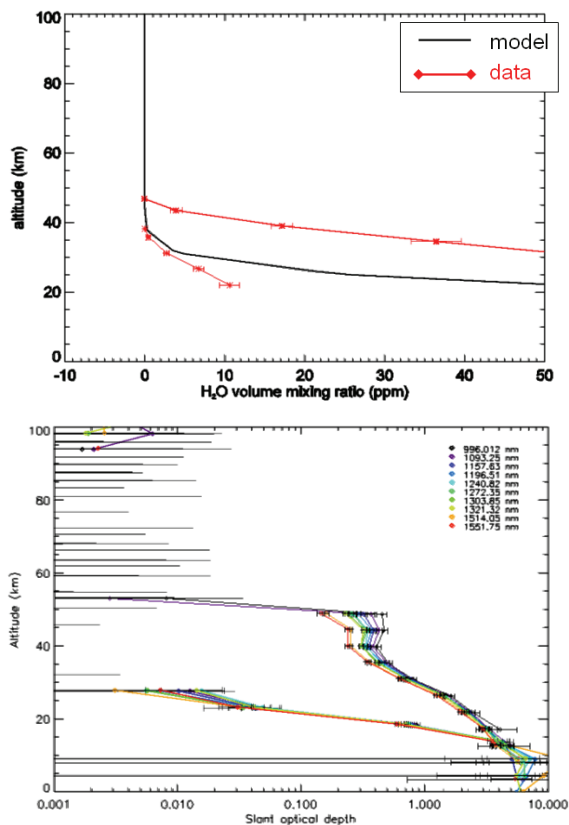 100
80
60
40
20
0
altitude (km)
model
data
-10 0 10 20 30 40 50
H₂O volume mixing ratio (ppm)
100
80
60
40
20
0
Altitude (km)
996.012 nm
1093.25 nm
1157.63 nm
1196.51 nm
1240.82 nm
1272.35 nm
1303.85 nm
1321.32 nm
1514.05 nm
1551.75 nm
0.001 0.010 0.100 1.000 10.000
Slant optical depth